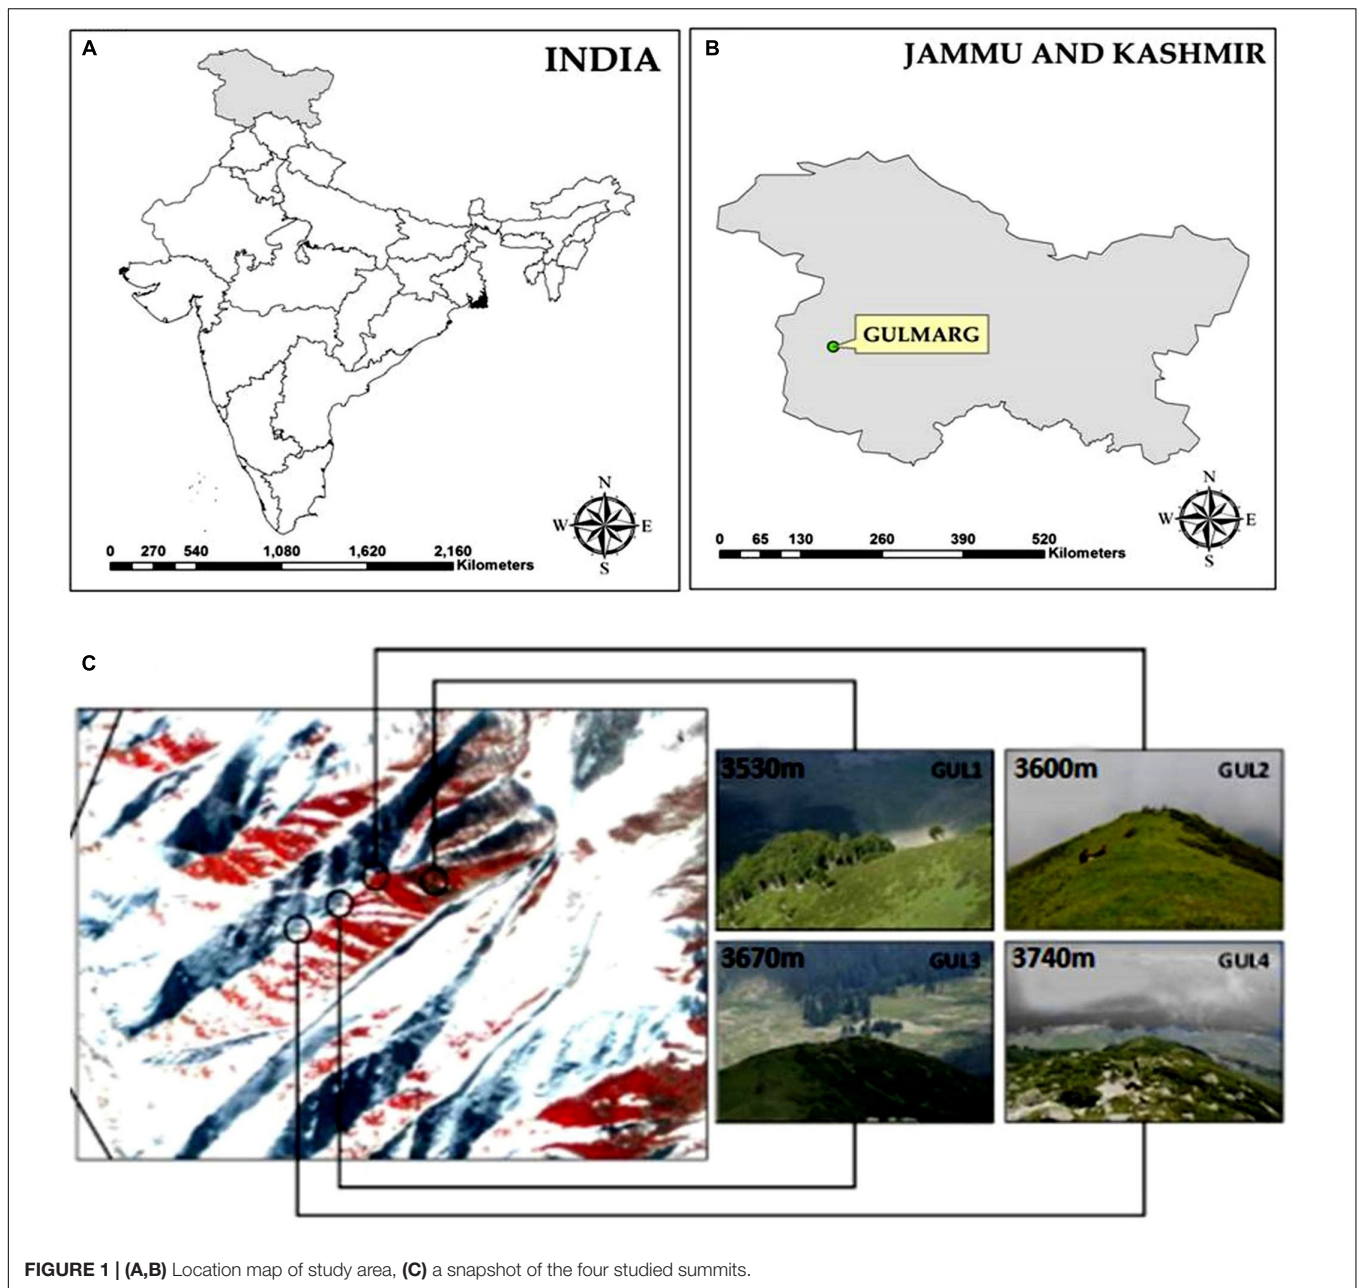 A
INDIA
N
W E
S
0 270 540 1,080 1,620 2,160
Kilometers
B
JAMMU AND KASHMIR
GULMARG
N
W E
S
0 65 130 260 390 520
Kilometers
C
3530m GUL1
3600m GUL2
3670m GUL3
3740m GUL4
FIGURE 1 | (A,B) Location map of study area, (C) a snapshot of the four studied summits.